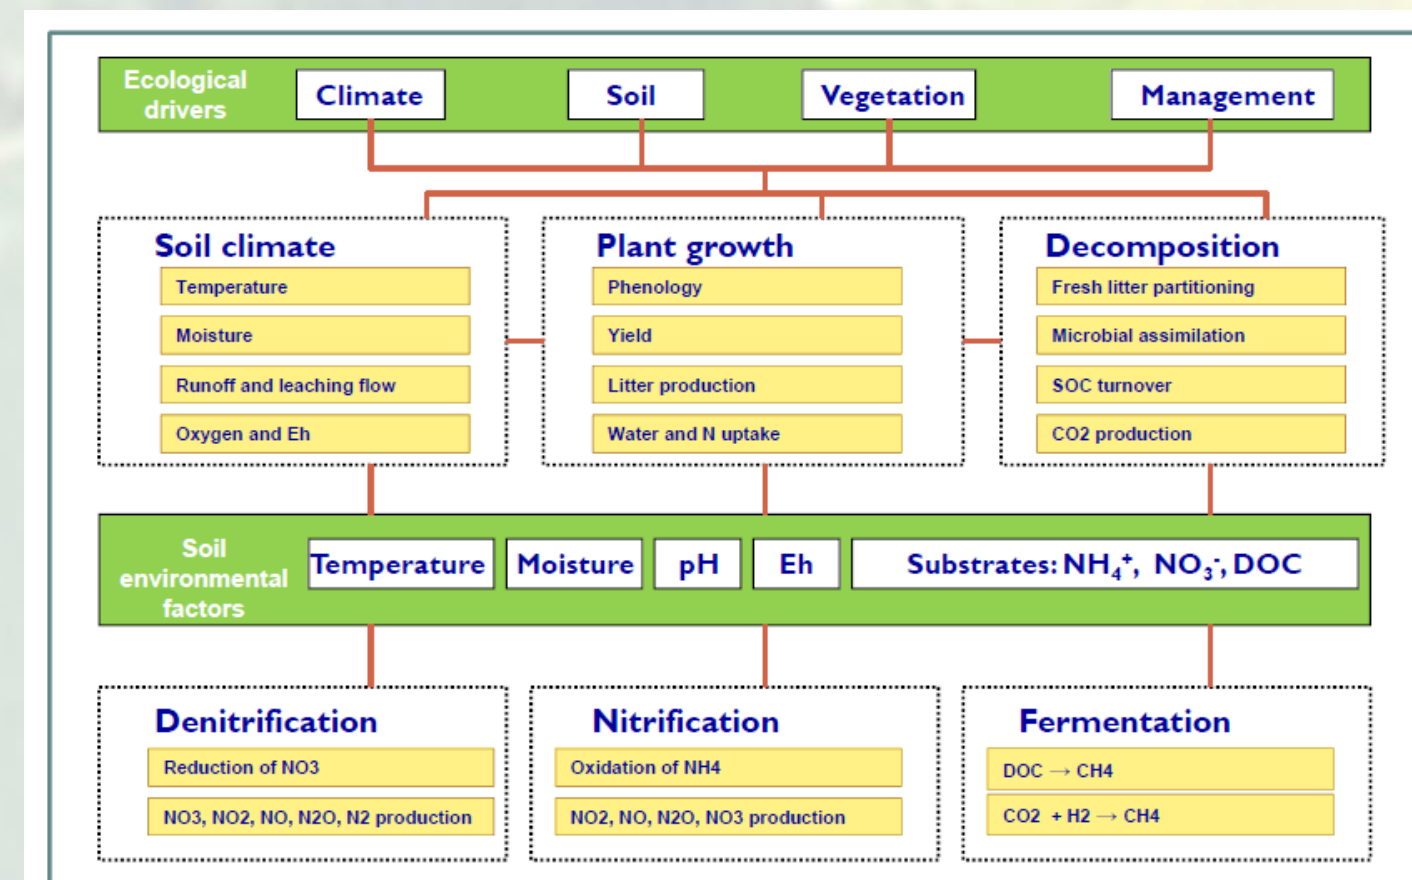 Ecological
drivers
Climate
Soil
Vegetation
Management
Soil climate
Temperature
Moisture
Runoff and leaching flow
Oxygen and Eh
Plant growth
Phenology
Yield
Litter production
Water and N uptake
Decomposition
Fresh litter partitioning
Microbial assimilation
SOC turnover
CO2 production
Soil
environmental
factors
Temperature
Moisture
pH
Eh
Substrates: NH₄⁺, NO₃⁻, DOC
Denitrification
Reduction of NO3
NO3, NO2, NO, N2O, N2 production
Nitrification
Oxidation of NH4
NO2, NO, N2O, NO3 production
Fermentation
DOC → CH4
CO2 + H2 → CH4